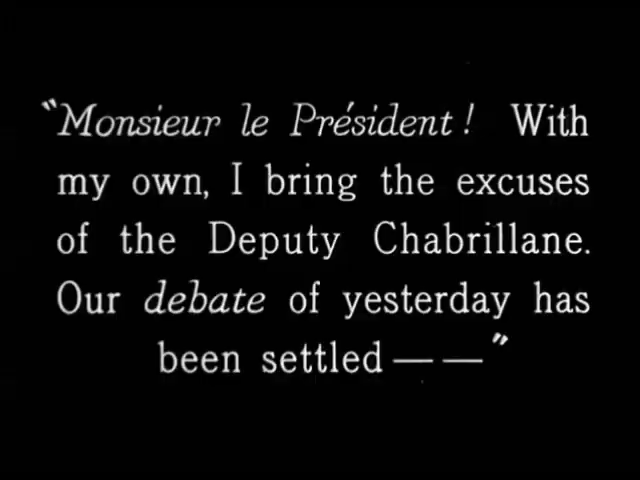 "Monsieur le Président! With
my own, I bring the excuses
of the Deputy Chabrillane.
Our debate of yesterday has
been settled — —"